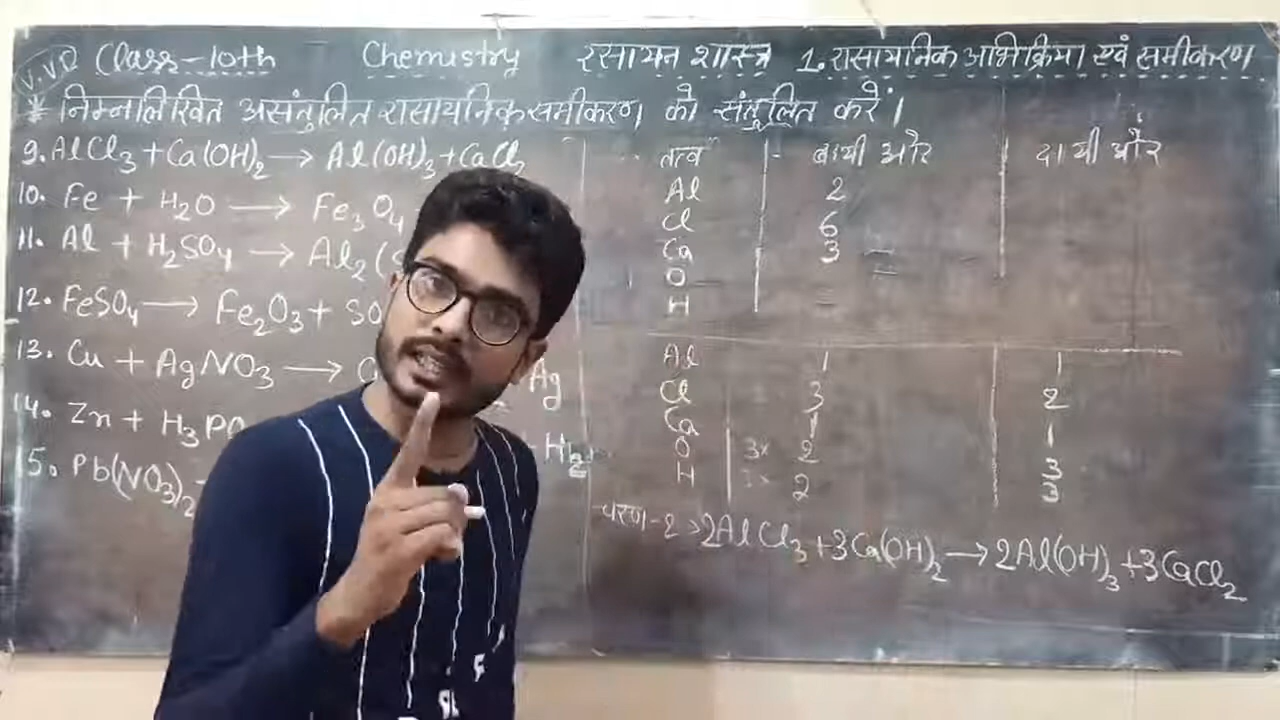 V.V.I Class-10th Chemistry रसायन शास्त्र 1. रासायनिक अभिक्रिया एवं समीकरण
* निम्नलिखित असंतुलित रासायनिक समीकरण को संतुलित करें।
9. AlCl₃ + Ca(OH)₂ → Al(OH)₃ + CaCl₂
10. Fe + H₂O → Fe₃O₄
11. Al + H₂SO₄ → Al₂(S
12. FeSO₄ → Fe₂O₃ + SO
13. Cu + AgNO₃ → C Ag
14. Zn + H₃PO H₂
15. Pb(NO₃)₂
तत्व बायी ओर दायी ओर
Al 2
Cl 6
Ca 3
O
H
Al 1 1
Cl 3 2
Ca 1 1
O 3x 2 3
H 2 3
चरण-2 > 2AlCl₃ + 3Ca(OH)₂ → 2Al(OH)₃ + 3CaCl₂